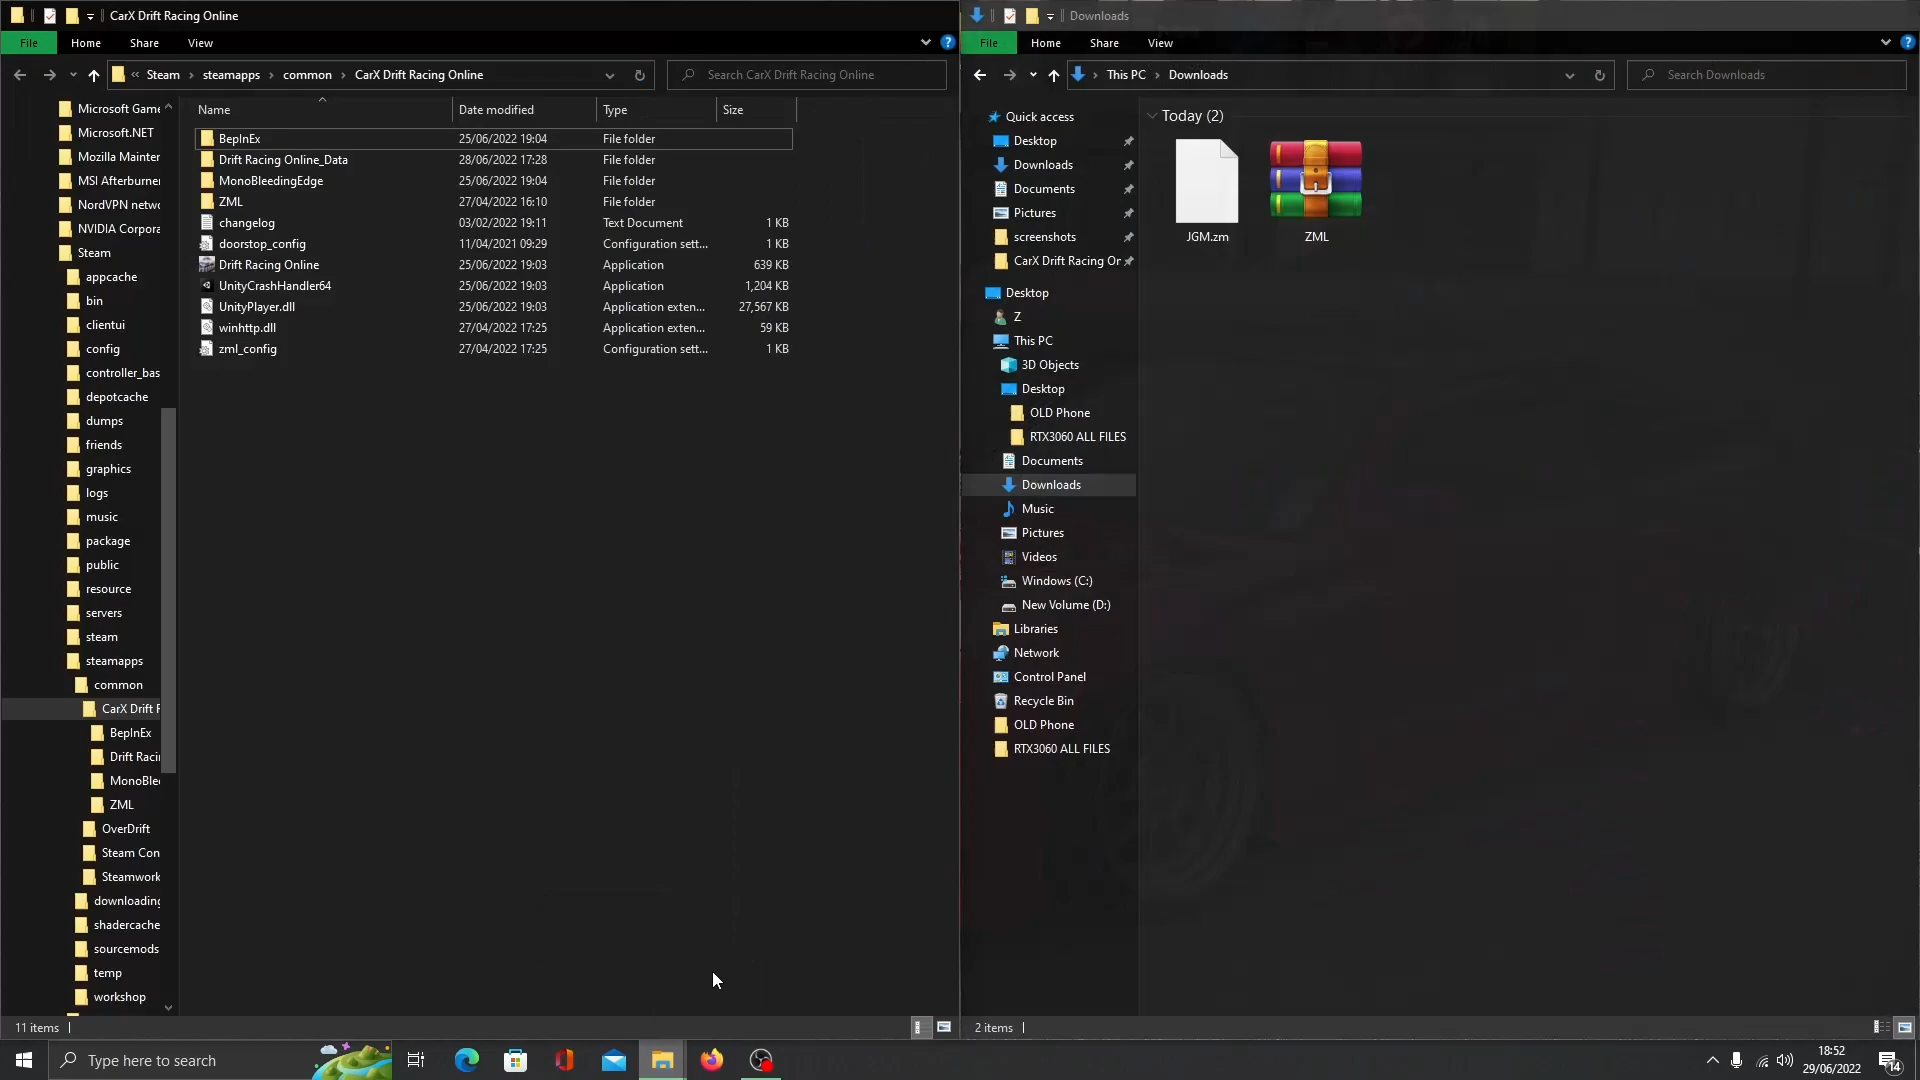 CarX Drift Racing Online
File
Home
Share
View
« Steam › steamapps › common › CarX Drift Racing Online
Search CarX Drift Racing Online
Microsoft Game
Microsoft.NET
Mozilla Mainter
MSI Afterburner
NordVPN netwo
NVIDIA Corpora
Steam
appcache
bin
clientui
config
controller_bas
depotcache
dumps
friends
graphics
logs
music
package
public
resource
servers
steam
steamapps
common
CarX Drift R
BepInEx
Drift Racin
MonoBlee
ZML
OverDrift
Steam Con
Steamwork
downloading
shadercache
sourcemods
temp
workshop
Name Date modified Type Size
BepInEx 25/06/2022 19:04 File folder
Drift Racing Online_Data 28/06/2022 17:28 File folder
MonoBleedingEdge 25/06/2022 19:04 File folder
ZML 27/04/2022 16:10 File folder
changelog 03/02/2022 19:11 Text Document 1 KB
doorstop_config 11/04/2021 09:29 Configuration sett... 1 KB
Drift Racing Online 25/06/2022 19:03 Application 639 KB
UnityCrashHandler64 25/06/2022 19:03 Application 1,204 KB
UnityPlayer.dll 25/06/2022 19:03 Application exten... 27,567 KB
winhttp.dll 27/04/2022 17:25 Application exten... 59 KB
zml_config 27/04/2022 17:25 Configuration sett... 1 KB
11 items
Downloads
File
Home
Share
View
› This PC › Downloads
Search Downloads
Quick access
Desktop
Downloads
Documents
Pictures
screenshots
CarX Drift Racing Or
Desktop
Z
This PC
3D Objects
Desktop
OLD Phone
RTX3060 ALL FILES
Documents
Downloads
Music
Pictures
Videos
Windows (C:)
New Volume (D:)
Libraries
Network
Control Panel
Recycle Bin
OLD Phone
RTX3060 ALL FILES
Today (2)
JGM.zm
ZML
2 items
Type here to search
18:52
29/06/2022
14